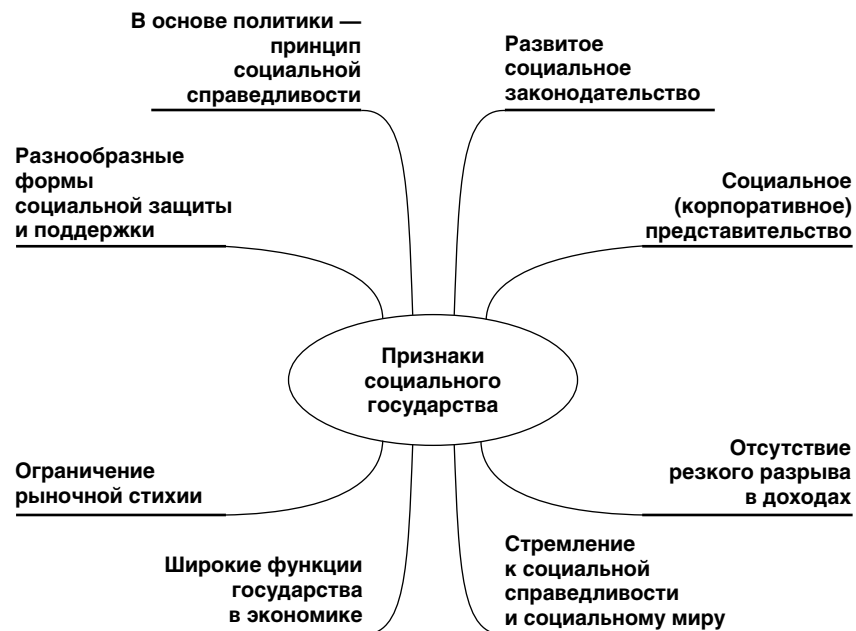 В основе политики —
принцип
социальной
справедливости
Развитое
социальное
законодательство
Разнообразные
формы
социальной защиты
и поддержки
Социальное
(корпоративное)
представительство
Признаки
социального
государства
Ограничение
рыночной стихии
Отсутствие
резкого разрыва
в доходах
Широкие функции
государства
в экономике
Стремление
к социальной
справедливости
и социальному миру